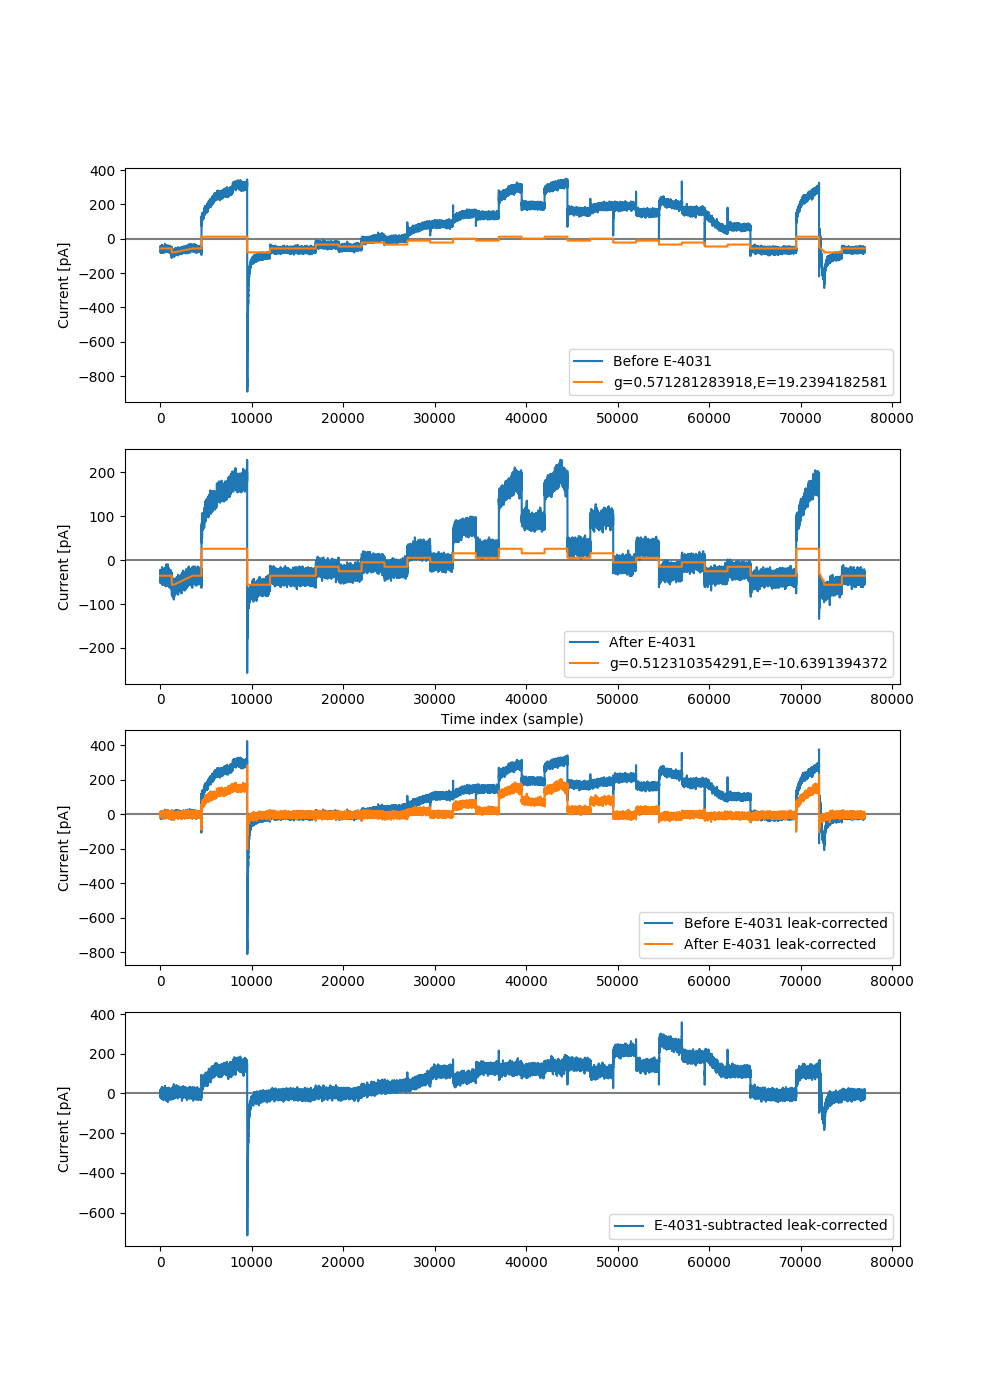 400
200
0
−200
−400
−600
−800
Current [pA]
Before E-4031
g=0.571281283918,E=19.2394182581
0 10000 20000 30000 40000 50000 60000 70000 80000
200
100
0
−100
−200
Current [pA]
After E-4031
g=0.512310354291,E=-10.6391394372
0 10000 20000 30000 40000 50000 60000 70000 80000
Time index (sample)
400
200
0
−200
−400
−600
−800
Current [pA]
Before E-4031 leak-corrected
After E-4031 leak-corrected
0 10000 20000 30000 40000 50000 60000 70000 80000
400
200
0
−200
−400
−600
Current [pA]
E-4031-subtracted leak-corrected
0 10000 20000 30000 40000 50000 60000 70000 80000